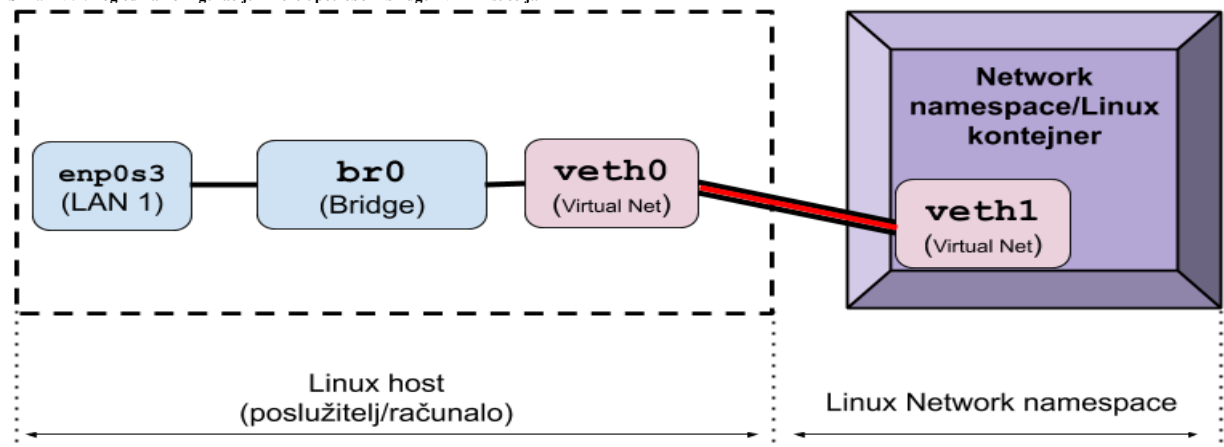 enp0s3
(LAN 1)
br0
(Bridge)
veth0
(Virtual Net)
Network
namespace/Linux
kontejner
veth1
(Virtual Net)
Linux host
(poslužitelj/računalo)
Linux Network namespace